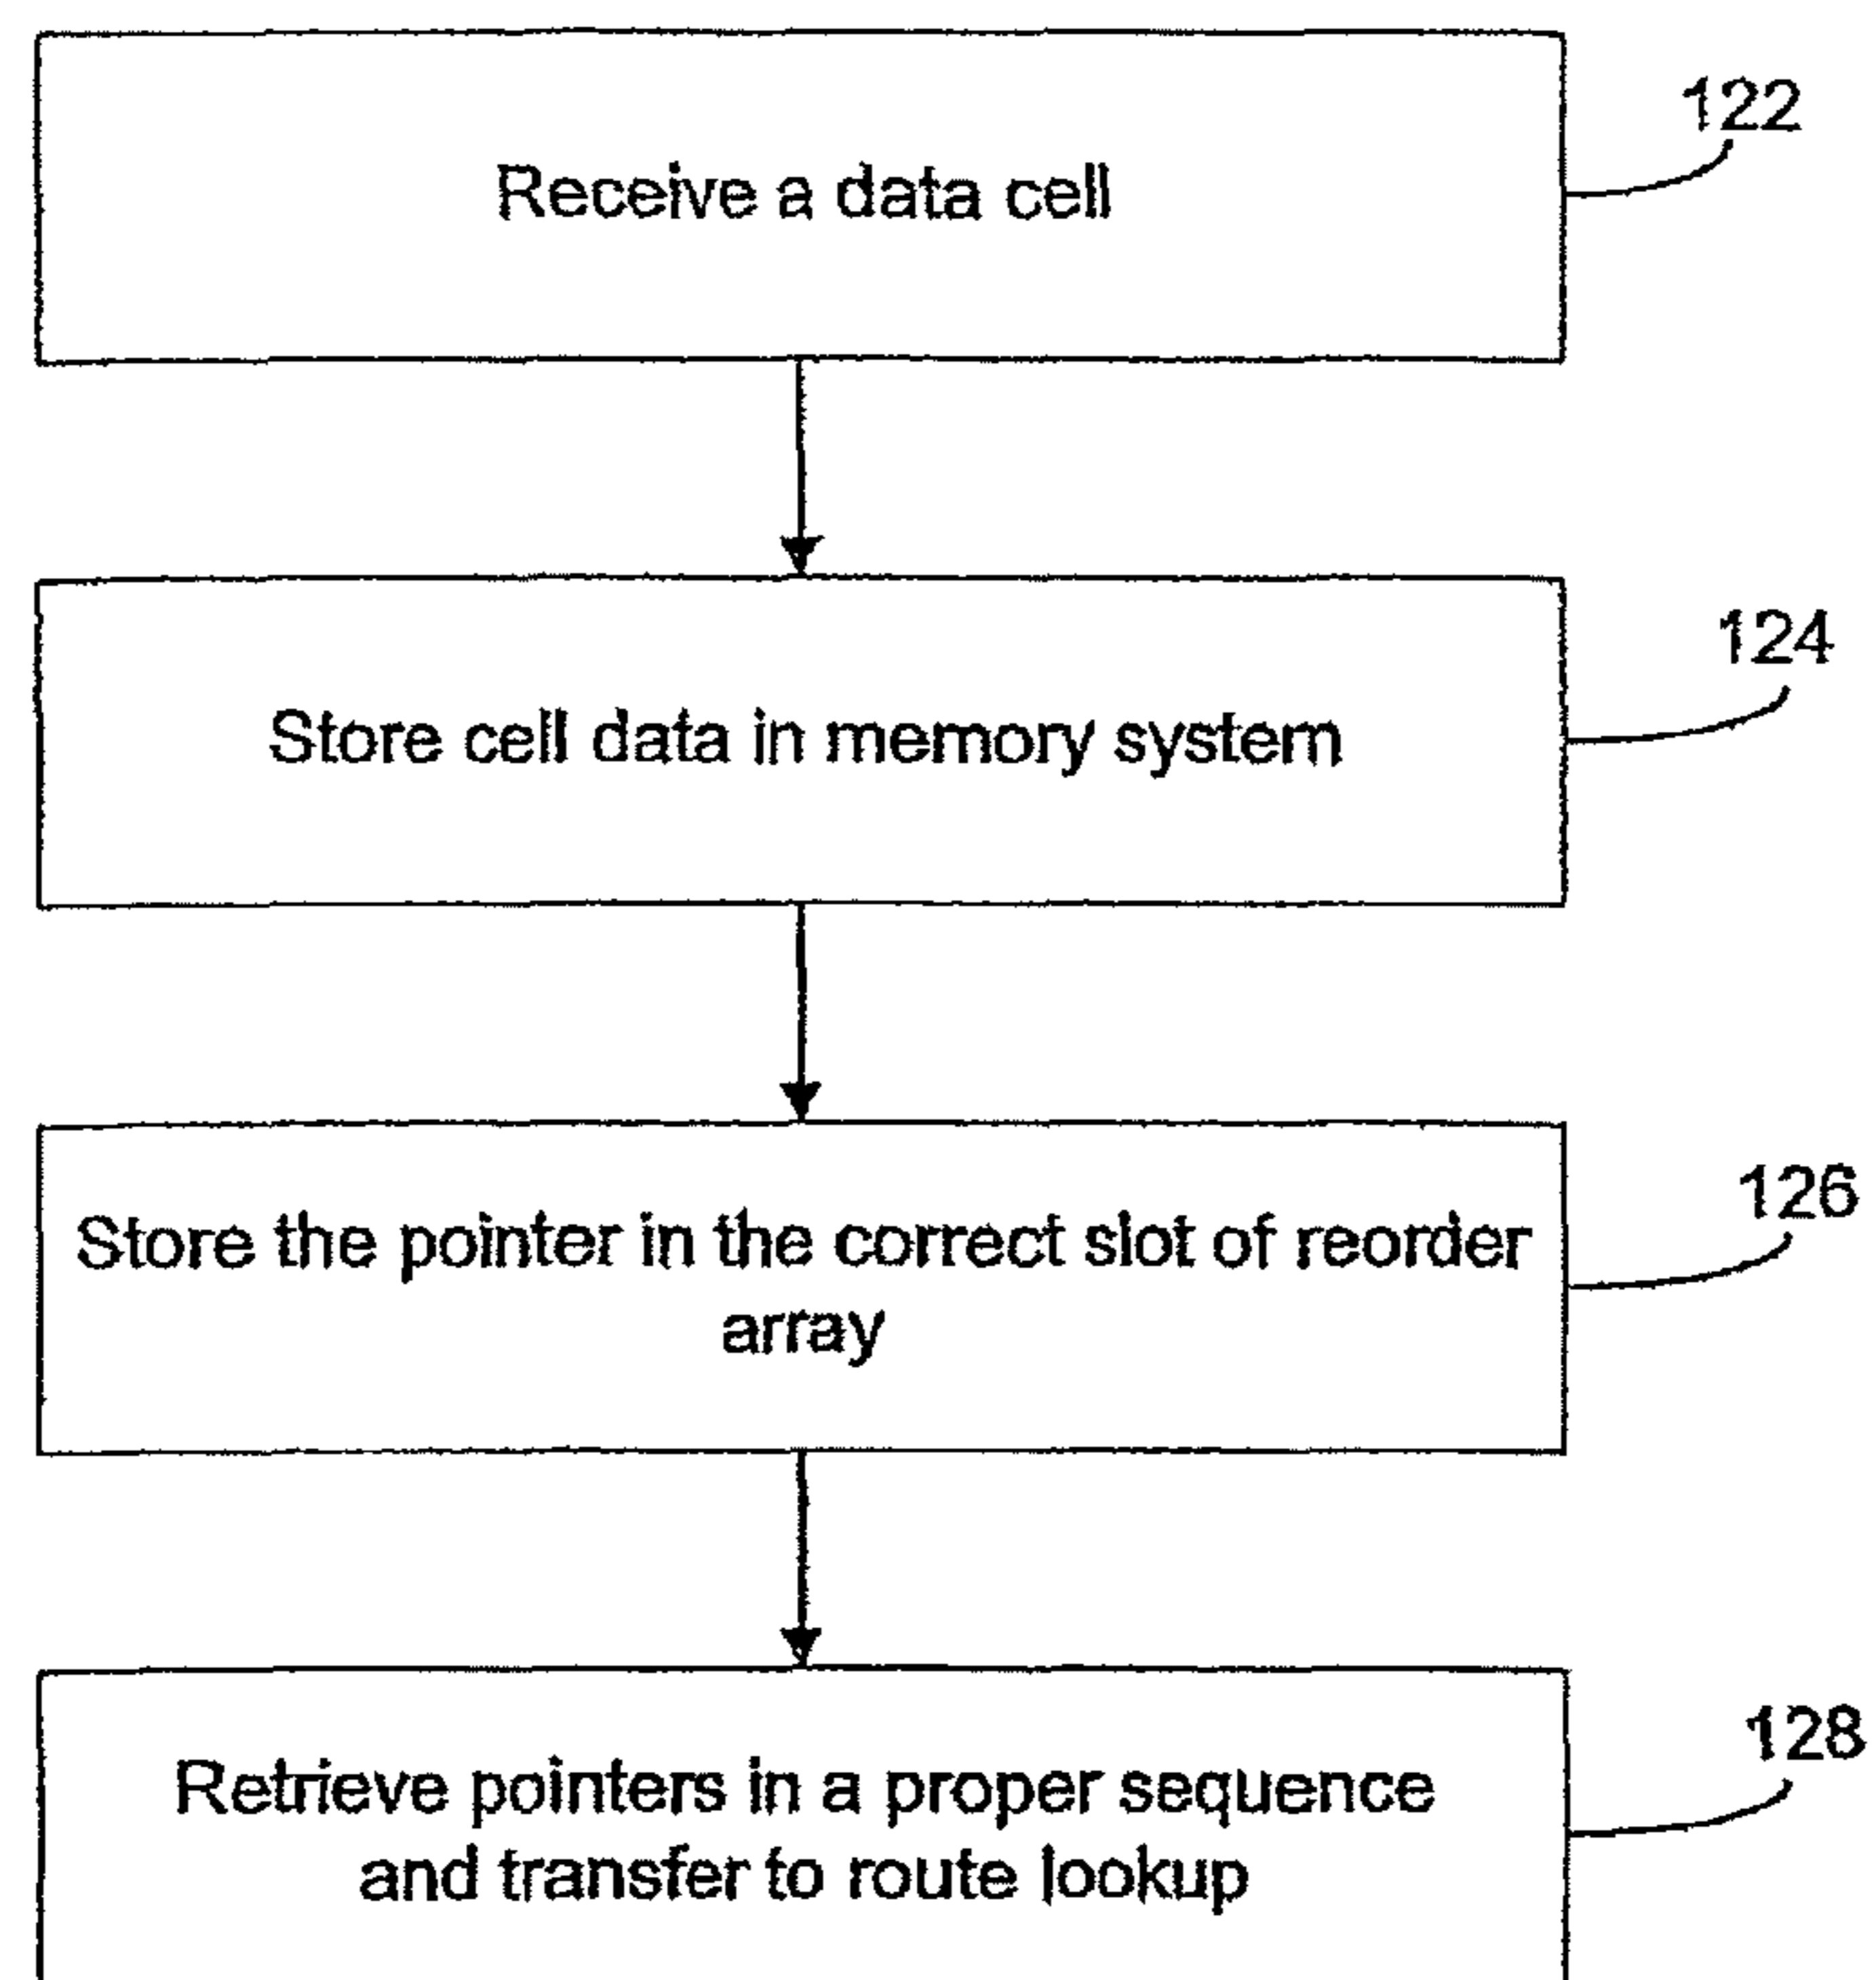 122
Receive a data cell
124
Store cell data in memory system
126
Store the pointer in the correct slot of reorder
array
128
Retrieve pointers in a proper sequence
and transfer to route lookup